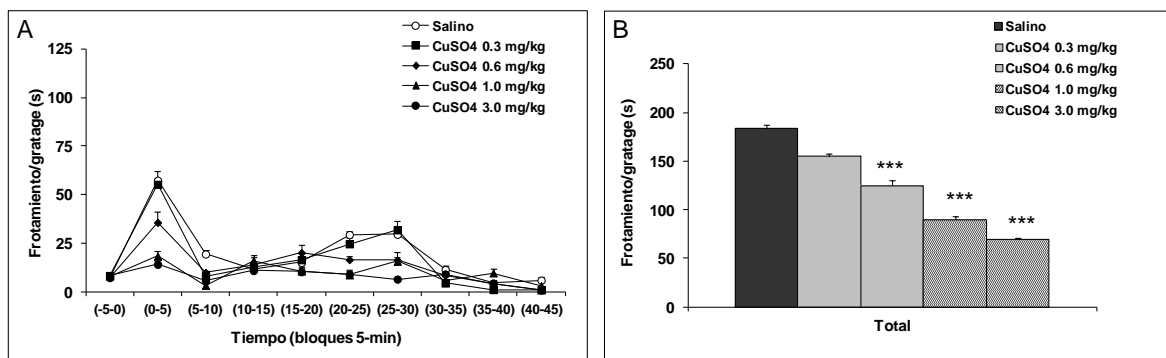 A
Salino
CuSO4 0.3 mg/kg
CuSO4 0.6 mg/kg
CuSO4 1.0 mg/kg
CuSO4 3.0 mg/kg
Frotamiento/gratage (s)
125
100
75
50
25
0
(-5-0) (0-5) (5-10) (10-15) (15-20) (20-25) (25-30) (30-35) (35-40) (40-45)
Tiempo (bloques 5-min)
B
Salino
CuSO4 0.3 mg/kg
CuSO4 0.6 mg/kg
CuSO4 1.0 mg/kg
CuSO4 3.0 mg/kg
Frotamiento/gratage (s)
250
200
150
100
50
0
***
***
***
Total